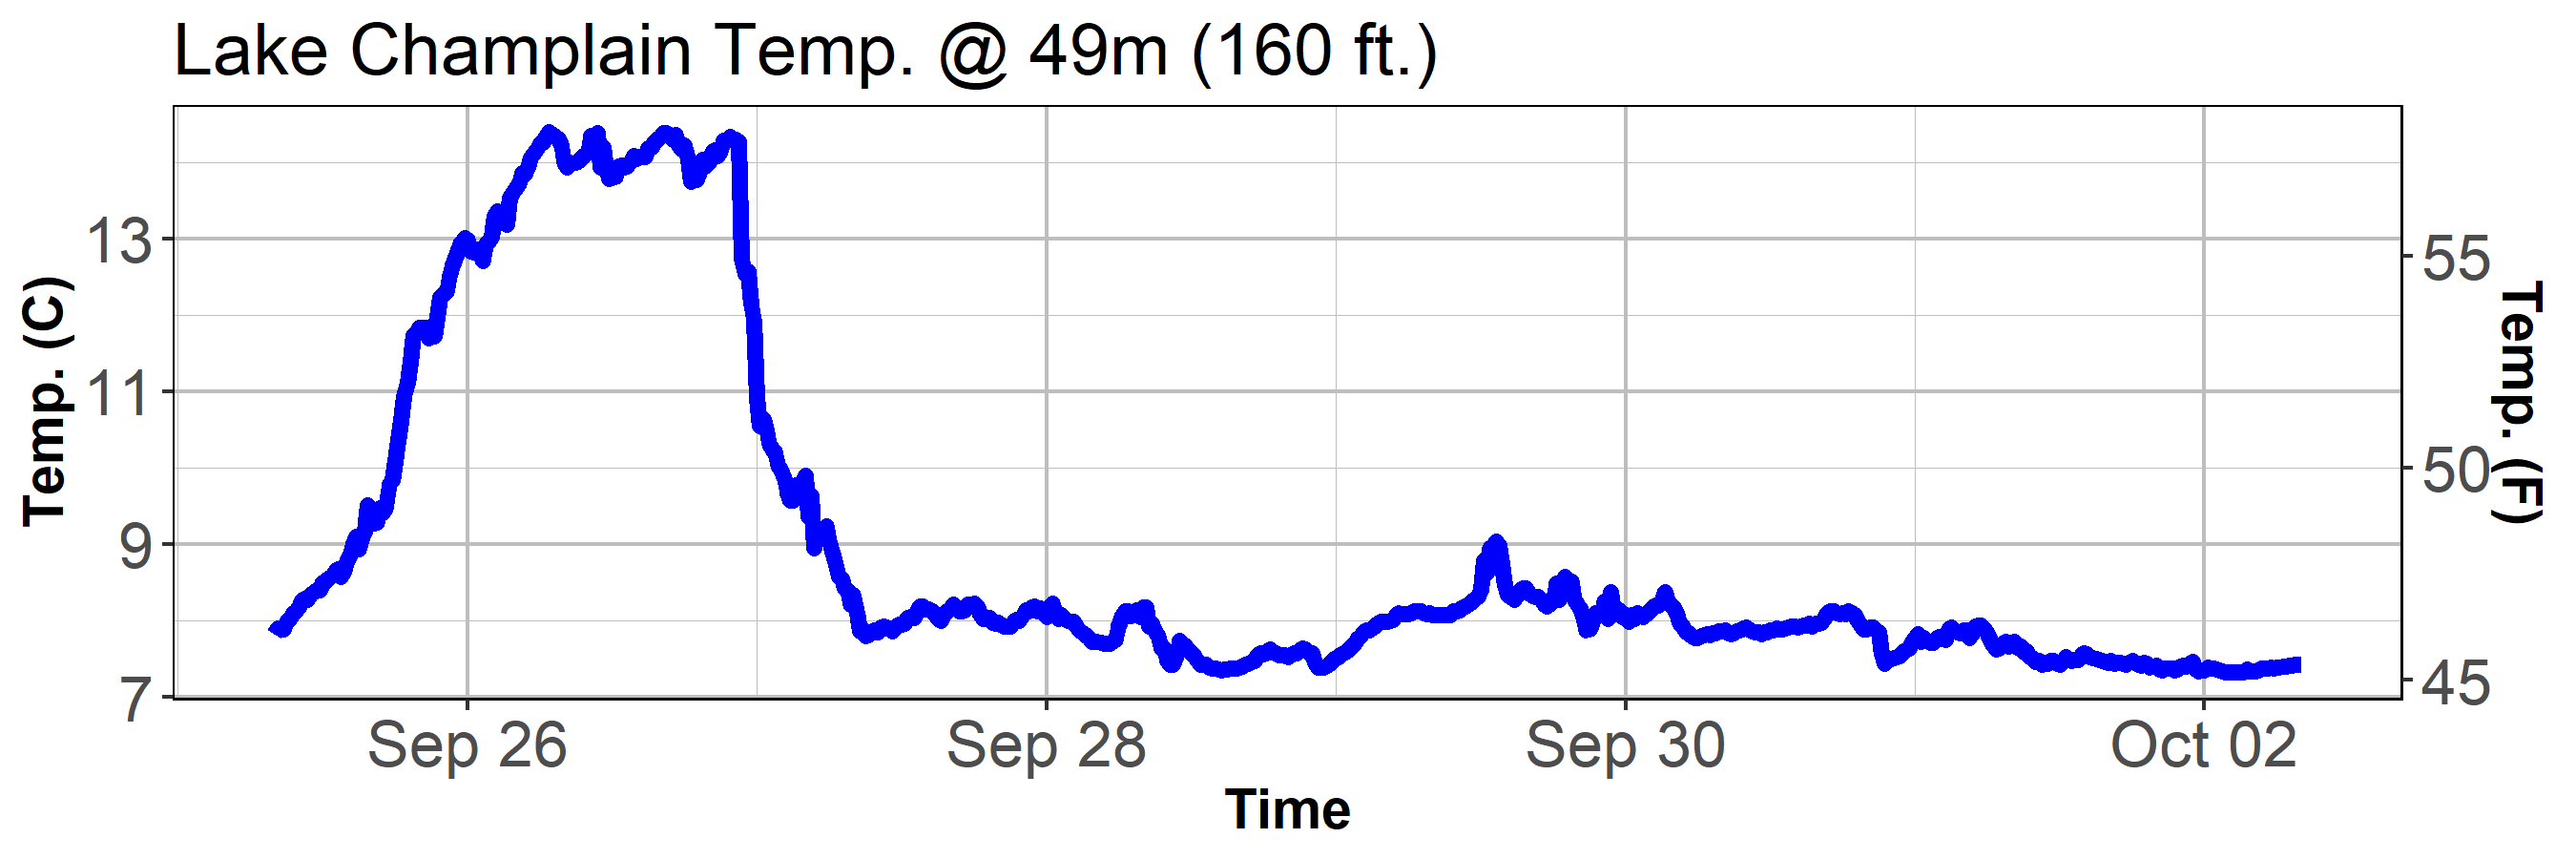 Lake Champlain Temp. @ 49m (160 ft.)
Temp. (C)
13
11
9
7
55
50
45
Temp. (F)
Sep 26 Sep 28 Sep 30 Oct 02
Time